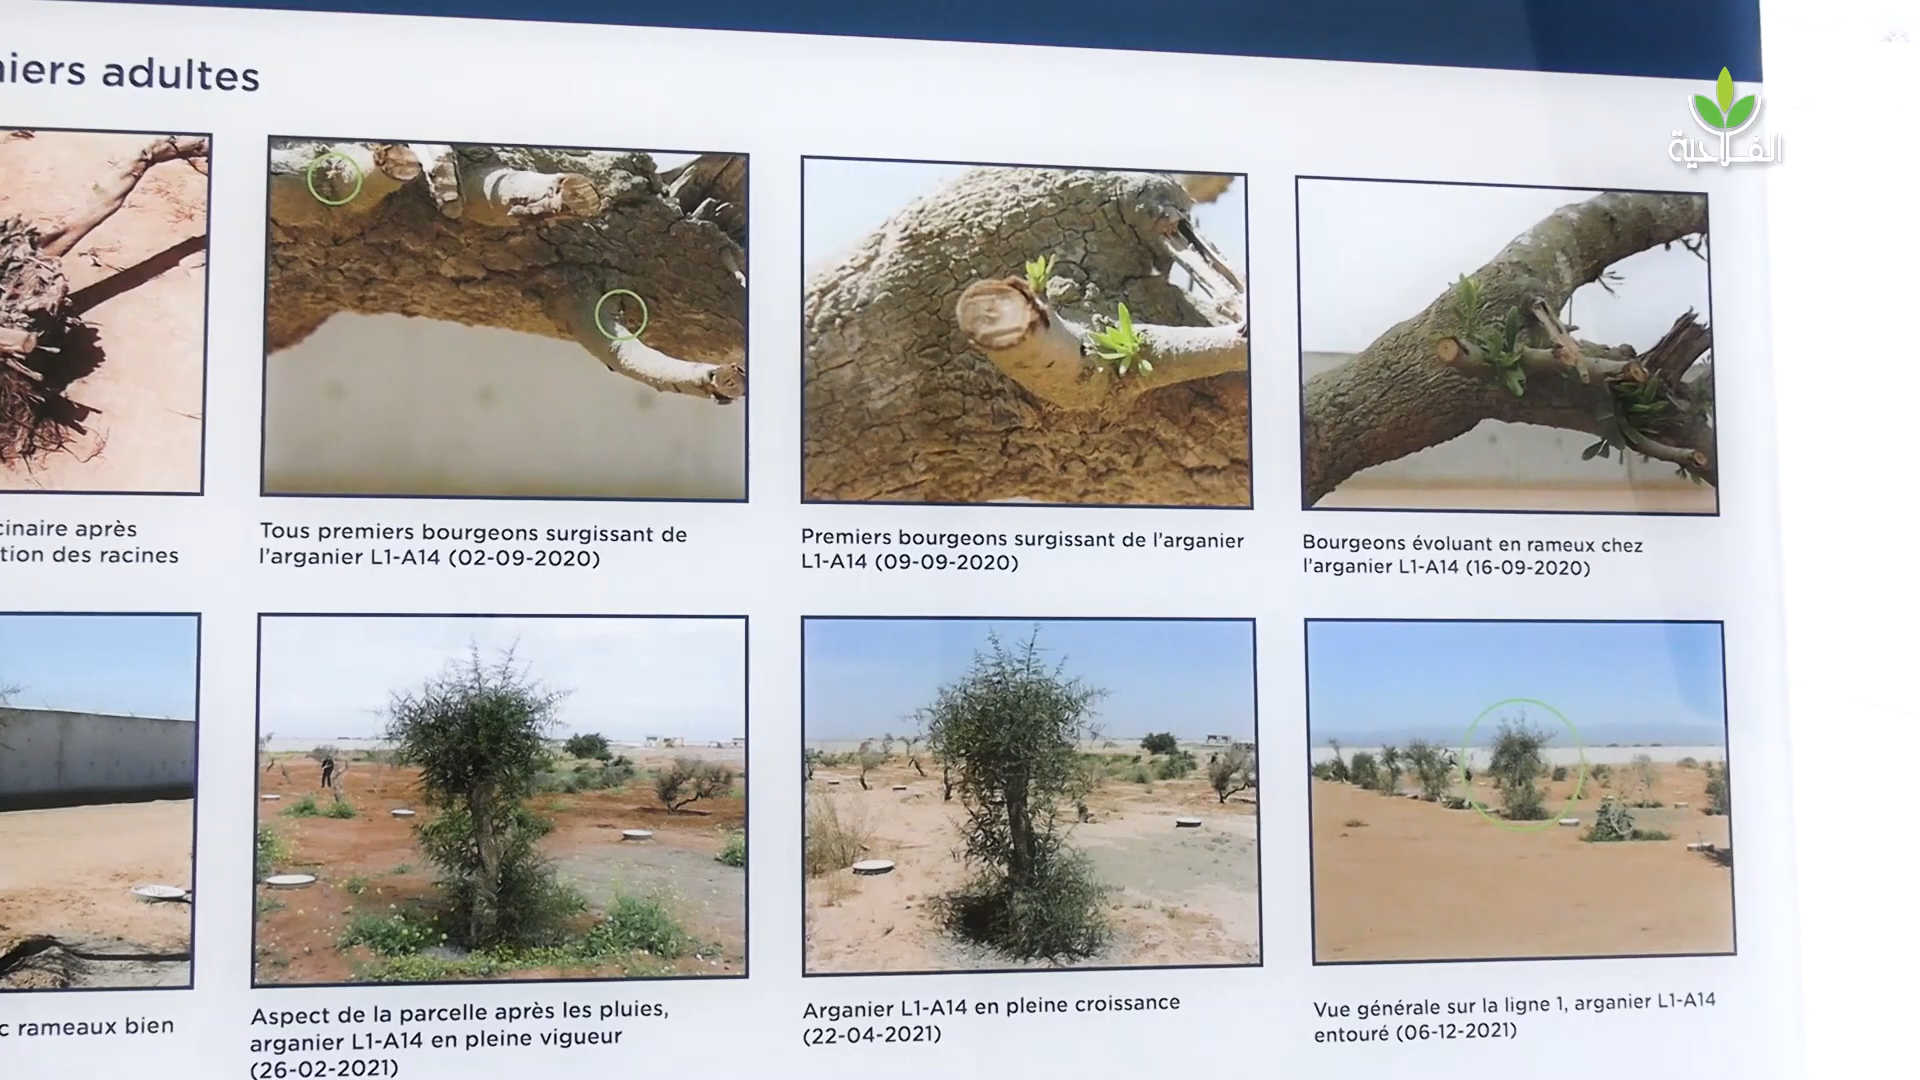 niers adultes
الفلاحية
cinaire après
tion des racines
Tous premiers bourgeons surgissant de
l'arganier L1-A14 (02-09-2020)
Premiers bourgeons surgissant de l'arganier
L1-A14 (09-09-2020)
Bourgeons évoluant en rameux chez
l'arganier L1-A14 (16-09-2020)
c rameaux bien
Aspect de la parcelle après les pluies,
arganier L1-A14 en pleine vigueur
(26-02-2021)
Arganier L1-A14 en pleine croissance
(22-04-2021)
Vue générale sur la ligne 1, arganier L1-A14
entouré (06-12-2021)